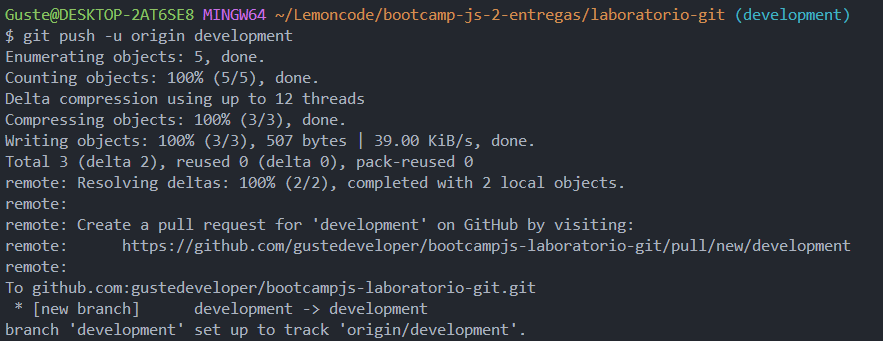 Guste@DESKTOP-2AT6SE8 MINGW64 ~/Lemoncode/bootcamp-js-2-entregas/laboratorio-git (development)
$ git push -u origin development
Enumerating objects: 5, done.
Counting objects: 100% (5/5), done.
Delta compression using up to 12 threads
Compressing objects: 100% (3/3), done.
Writing objects: 100% (3/3), 507 bytes | 39.00 KiB/s, done.
Total 3 (delta 2), reused 0 (delta 0), pack-reused 0
remote: Resolving deltas: 100% (2/2), completed with 2 local objects.
remote:
remote: Create a pull request for 'development' on GitHub by visiting:
remote:      https://github.com/gustedeveloper/bootcampjs-laboratorio-git/pull/new/development
remote:
To github.com:gustedeveloper/bootcampjs-laboratorio-git.git
 * [new branch]      development -> development
branch 'development' set up to track 'origin/development'.